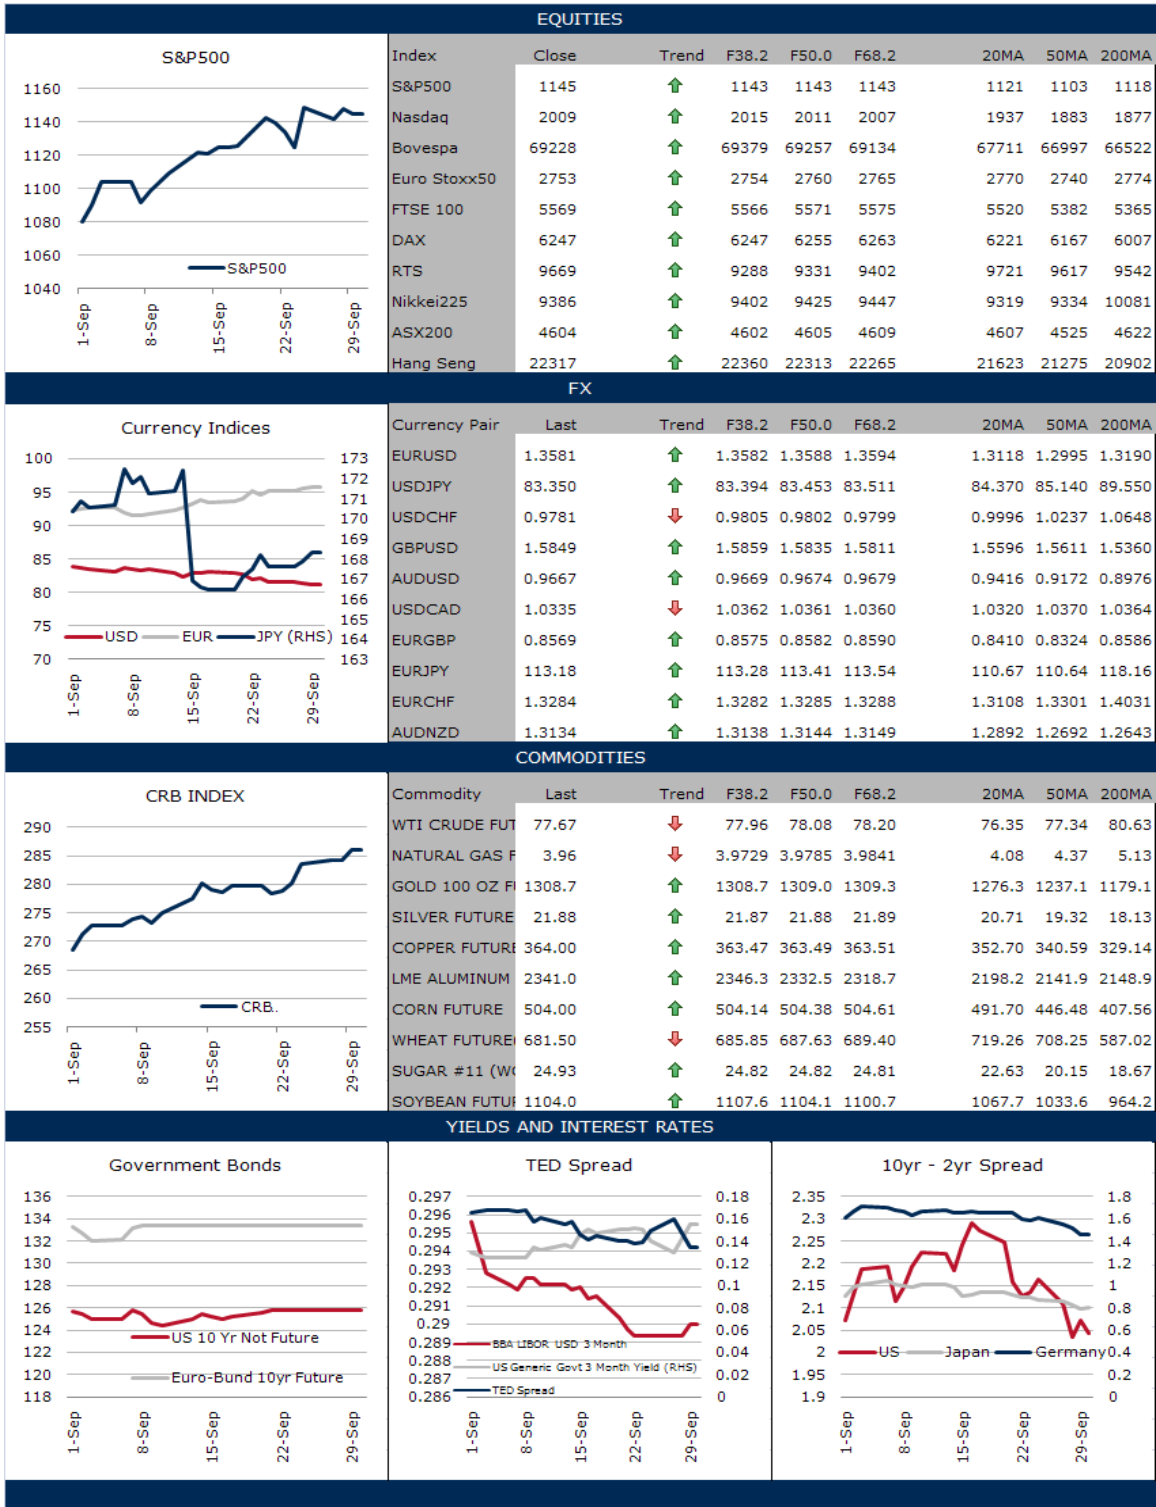 EQUITIES
S&P500
1160
1140
1120
1100
1080
1060
1040
S&P500
1-Sep
8-Sep
15-Sep
22-Sep
29-Sep
Index Close Trend F38.2 F50.0 F68.2 20MA 50MA 200MA
S&P500 1145 1143 1143 1143 1121 1103 1118
Nasdaq 2009 2015 2011 2007 1937 1883 1877
Bovespa 69228 69379 69257 69134 67711 66997 66522
Euro Stoxx50 2753 2754 2760 2765 2770 2740 2774
FTSE 100 5569 5566 5571 5575 5520 5382 5365
DAX 6247 6247 6255 6263 6221 6167 6007
RTS 9669 9288 9331 9402 9721 9617 9542
Nikkei225 9386 9402 9425 9447 9319 9334 10081
ASX200 4604 4602 4605 4609 4607 4525 4622
Hang Seng 22317 22360 22313 22265 21623 21275 20902
FX
Currency Indices
100 173
172
95 171
90 170
169
85 168
167
80 166
75 165
164
70 163
USD EUR JPY (RHS)
1-Sep
8-Sep
15-Sep
22-Sep
29-Sep
Currency Pair Last Trend F38.2 F50.0 F68.2 20MA 50MA 200MA
EURUSD 1.3581 1.3582 1.3588 1.3594 1.3118 1.2995 1.3190
USDJPY 83.350 83.394 83.453 83.511 84.370 85.140 89.550
USDCHF 0.9781 0.9805 0.9802 0.9799 0.9996 1.0237 1.0648
GBPUSD 1.5849 1.5859 1.5835 1.5811 1.5596 1.5611 1.5360
AUDUSD 0.9667 0.9669 0.9674 0.9679 0.9416 0.9172 0.8976
USDCAD 1.0335 1.0362 1.0361 1.0360 1.0320 1.0370 1.0364
EURGBP 0.8569 0.8575 0.8582 0.8590 0.8410 0.8324 0.8586
EURJPY 113.18 113.28 113.41 113.54 110.67 110.64 118.16
EURCHF 1.3284 1.3282 1.3285 1.3288 1.3108 1.3301 1.4031
AUDNZD 1.3134 1.3138 1.3144 1.3149 1.2892 1.2692 1.2643
COMMODITIES
CRB INDEX
290
285
280
275
270
265
260
255
CRB..
1-Sep
8-Sep
15-Sep
22-Sep
29-Sep
Commodity Last Trend F38.2 F50.0 F68.2 20MA 50MA 200MA
WTI CRUDE FUT 77.67 77.96 78.08 78.20 76.35 77.34 80.63
NATURAL GAS F 3.96 3.9729 3.9785 3.9841 4.08 4.37 5.13
GOLD 100 OZ FU 1308.7 1308.7 1309.0 1309.3 1276.3 1237.1 1179.1
SILVER FUTURE 21.88 21.87 21.88 21.89 20.71 19.32 18.13
COPPER FUTURE 364.00 363.47 363.49 363.51 352.70 340.59 329.14
LME ALUMINUM 2341.0 2346.3 2332.5 2318.7 2198.2 2141.9 2148.9
CORN FUTURE 504.00 504.14 504.38 504.61 491.70 446.48 407.56
WHEAT FUTURE( 681.50 685.85 687.63 689.40 719.26 708.25 587.02
SUGAR #11 (WO 24.93 24.82 24.82 24.81 22.63 20.15 18.67
SOYBEAN FUTUR 1104.0 1107.6 1104.1 1100.7 1067.7 1033.6 964.2
YIELDS AND INTEREST RATES
Government Bonds
136
134
132
130
128
126
124
122
120
118
US 10 Yr Not Future
Euro-Bund 10yr Future
1-Sep
8-Sep
15-Sep
22-Sep
29-Sep
TED Spread
0.297 0.18
0.296 0.16
0.295
0.294 0.14
0.293 0.12
0.292 0.1
0.291 0.08
0.29 0.06
0.289
0.288 0.04
0.287 0.02
0.286 0
BBA LIBOR USD 3 Month
US Generic Govt 3 Month Yield (RHS)
TED Spread
1-Sep
8-Sep
15-Sep
22-Sep
29-Sep
10yr - 2yr Spread
2.35 1.8
2.3 1.6
2.25 1.4
2.2 1.2
2.15 1
2.1 0.8
2.05 0.6
2 0.4
1.95 0.2
1.9 0
US Japan Germany
1-Sep
8-Sep
15-Sep
22-Sep
29-Sep